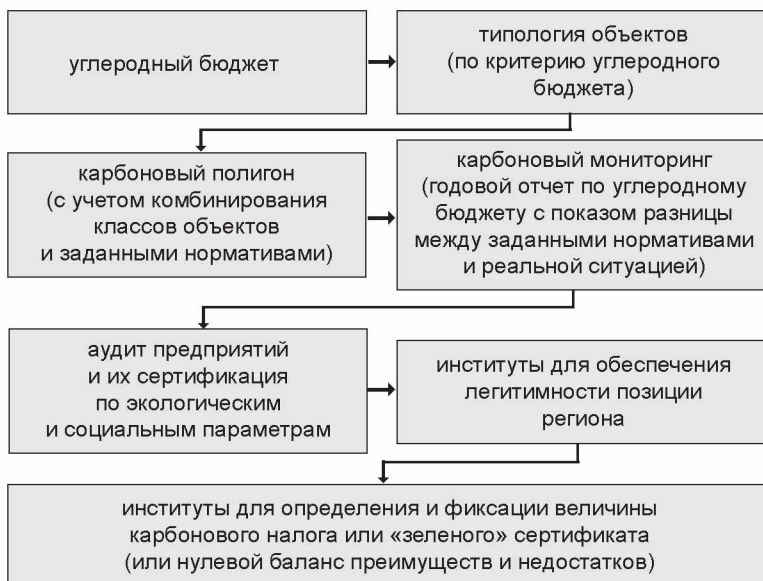 углеродный бюджет
типология объектов
(по критерию углеродного
бюджета)
карбоновый полигон
(с учетом комбинирования
классов объектов
и заданными нормативами)
карбоновый мониторинг
(годовой отчет по углеродному
бюджету с показом разницы
между заданными нормативами
и реальной ситуацией)
аудит предприятий
и их сертификация
по экологическим
и социальным параметрам
институты для обеспечения
легитимности позиции
региона
институты для определения и фиксации величины
карбонового налога или «зеленого» сертификата
(или нулевой баланс преимуществ и недостатков)